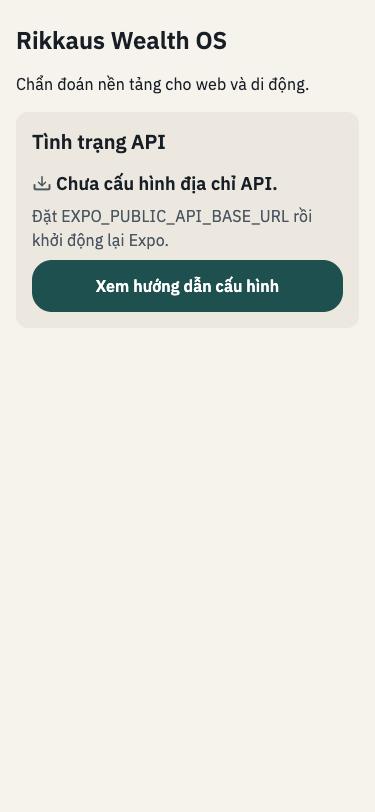 Rikkaus Wealth OS
Chẩn đoán nền tảng cho web và di động.
Tình trạng API
Chưa cấu hình địa chỉ API.
Đặt EXPO_PUBLIC_API_BASE_URL rồi
khởi động lại Expo.
Xem hướng dẫn cấu hình